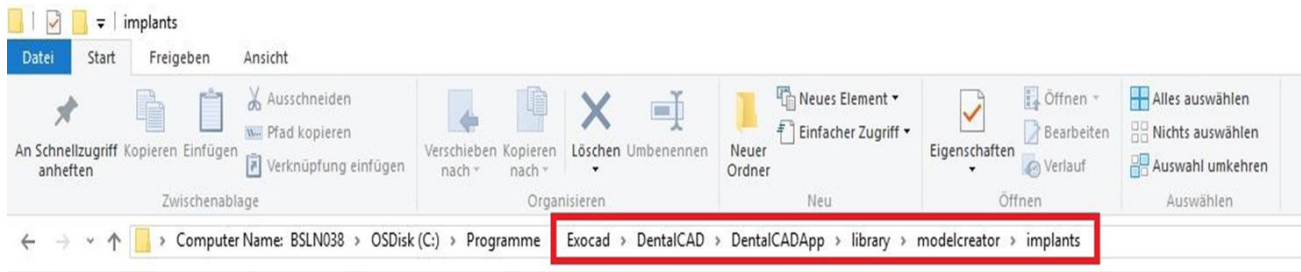 implants
Datei Start Freigeben Ansicht
An Schnellzugriff anheften
Kopieren
Einfügen
Ausschneiden
Pfad kopieren
Verknüpfung einfügen
Zwischenablage
Verschieben nach
Kopieren nach
Löschen
Umbenennen
Organisieren
Neuer Ordner
Neues Element
Einfacher Zugriff
Neu
Eigenschaften
Öffnen
Bearbeiten
Verlauf
Öffnen
Alles auswählen
Nichts auswählen
Auswahl umkehren
Auswählen
Computer Name: BSLN038 > OSDisk (C:) > Programme Exocad > DentalCAD > DentalCADApp > library > modelcreator > implants